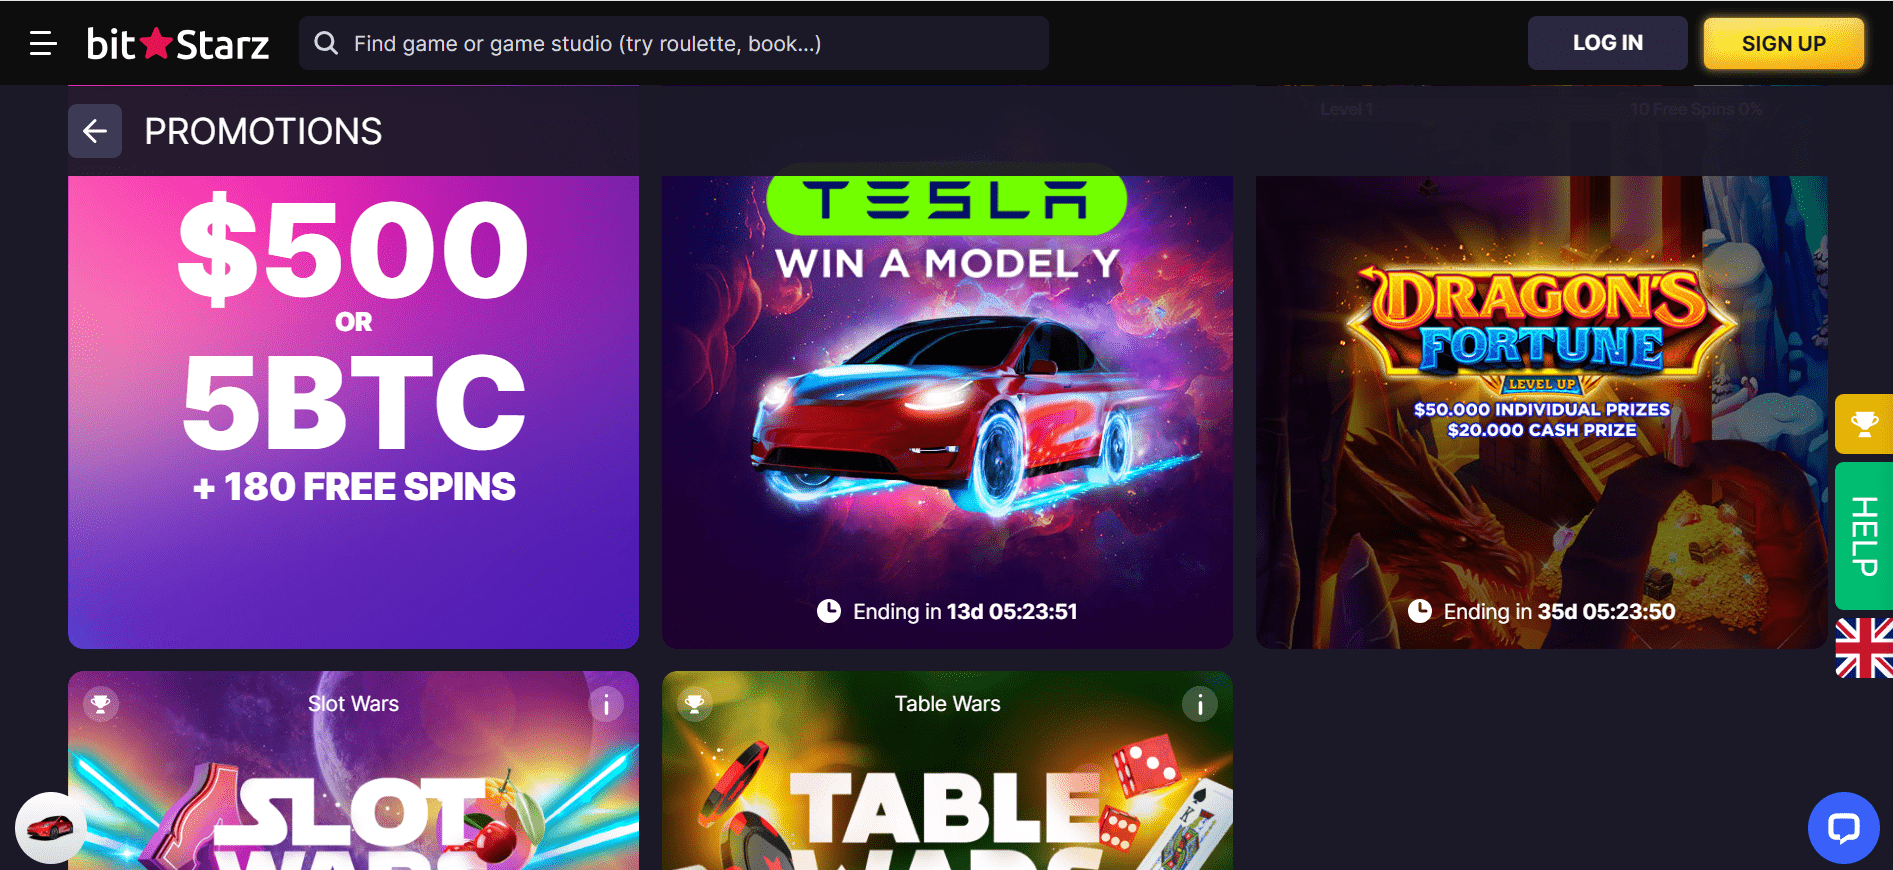 bit★Starz
Find game or game studio (try roulette, book...)
LOG IN
SIGN UP
Level 1
10 Free Spins 0%
PROMOTIONS
$500
OR
5BTC
+ 180 FREE SPINS
TESLA
WIN A MODEL Y
Ending in 13d 05:23:51
DRAGON'S
FORTUNE
LEVEL UP
$50.000 INDIVIDUAL PRIZES
$20.000 CASH PRIZE
Ending in 35d 05:23:50
HELP
Slot Wars
i
SLOT
WARS
Table Wars
i
TABLE
WARS
K